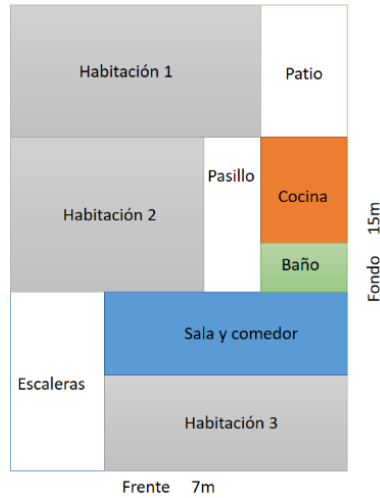 Habitación 1
Patio
Pasillo
Habitación 2
Cocina
Baño
Fondo 15m
Sala y comedor
Escaleras
Habitación 3
Frente 7m